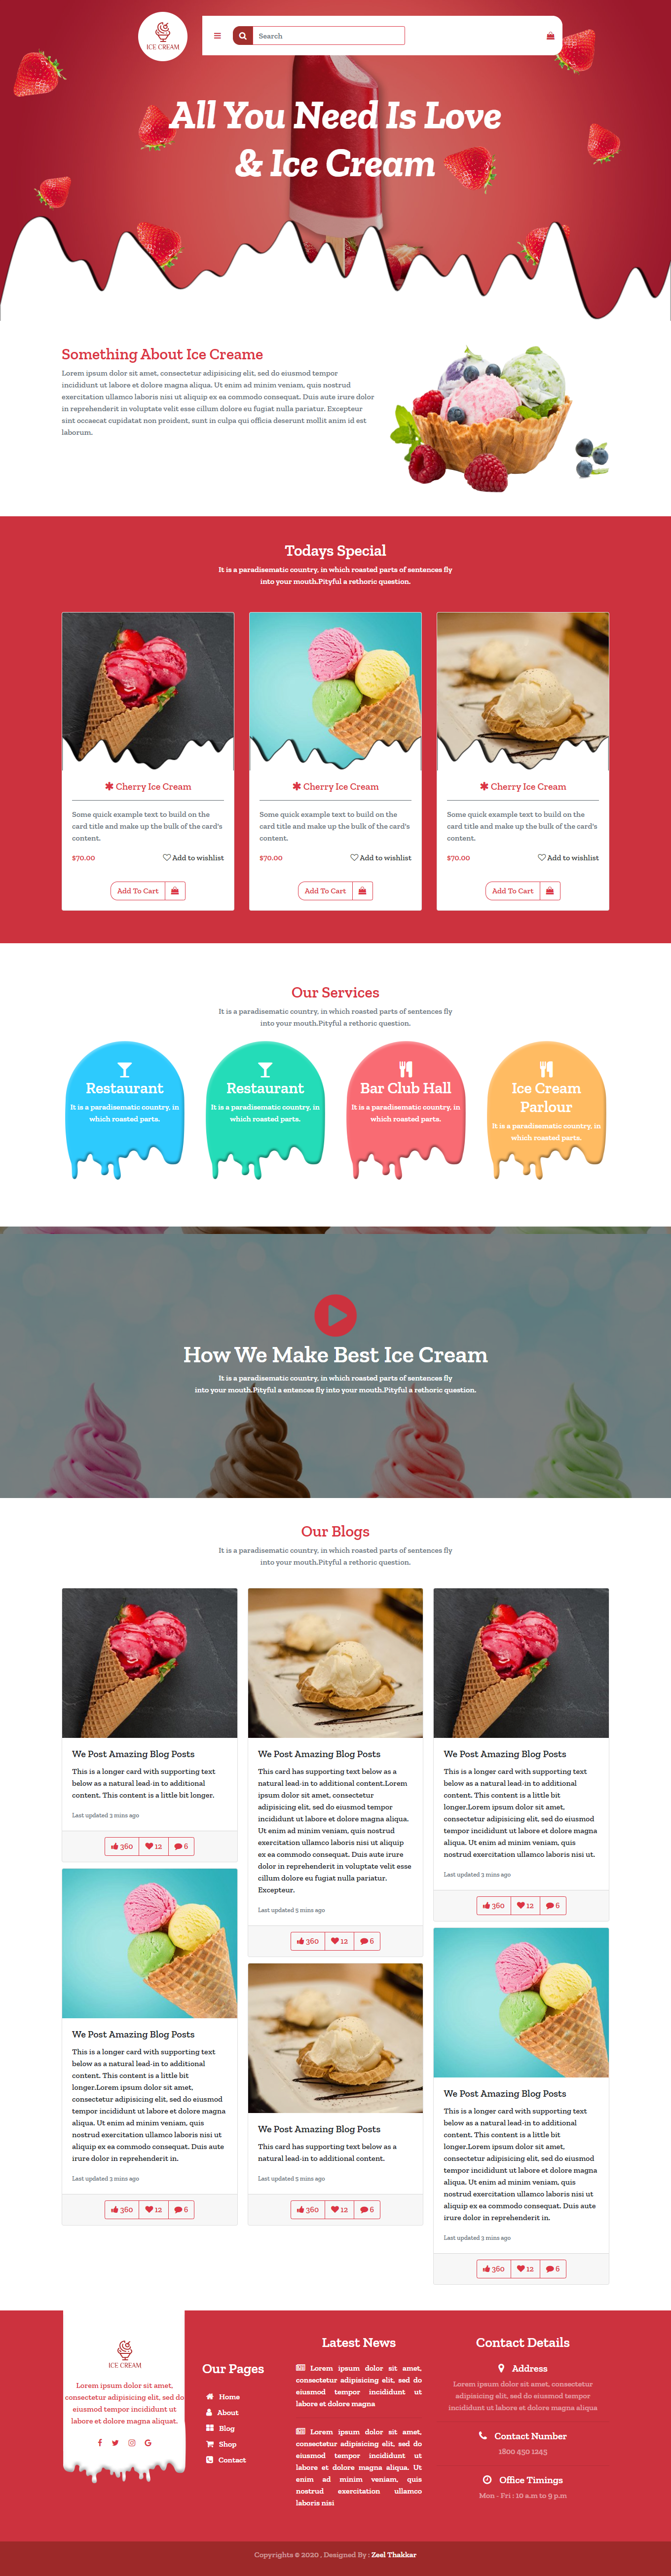 ICE CREAM
Search
All You Need Is Love
& Ice Cream
Something About Ice Creame
Lorem ipsum dolor sit amet, consectetur adipisicing elit, sed do eiusmod tempor
incididunt ut labore et dolore magna aliqua. Ut enim ad minim veniam, quis nostrud
exercitation ullamco laboris nisi ut aliquip ex ea commodo consequat. Duis aute irure dolor
in reprehenderit in voluptate velit esse cillum dolore eu fugiat nulla pariatur. Excepteur
sint occaecat cupidatat non proident, sunt in culpa qui officia deserunt mollit anim id est
laborum.
Todays Special
It is a paradisematic country, in which roasted parts of sentences fly
into your mouth.Pityful a rethoric question.
Cherry Ice Cream
Some quick example text to build on the
card title and make up the bulk of the card's
content.
$70.00 Add to wishlist
Add To Cart
Cherry Ice Cream
Some quick example text to build on the
card title and make up the bulk of the card's
content.
$70.00 Add to wishlist
Add To Cart
Cherry Ice Cream
Some quick example text to build on the
card title and make up the bulk of the card's
content.
$70.00 Add to wishlist
Add To Cart
Our Services
It is a paradisematic country, in which roasted parts of sentences fly
into your mouth.Pityful a rethoric question.
Restaurant
It is a paradisematic country, in
which roasted parts.
Restaurant
It is a paradisematic country, in
which roasted parts.
Bar Club Hall
It is a paradisematic country, in
which roasted parts.
Ice Cream
Parlour
It is a paradisematic country, in
which roasted parts.
How We Make Best Ice Cream
It is a paradisematic country, in which roasted parts of sentences fly
into your mouth.Pityful a entences fly into your mouth.Pityful a rethoric question.
Our Blogs
It is a paradisematic country, in which roasted parts of sentences fly
into your mouth.Pityful a rethoric question.
We Post Amazing Blog Posts
This is a longer card with supporting text
below as a natural lead-in to additional
content. This content is a little bit longer.
Last updated 3 mins ago
360 12 6
We Post Amazing Blog Posts
This is a longer card with supporting text
below as a natural lead-in to additional
content. This content is a little bit
longer.Lorem ipsum dolor sit amet,
consectetur adipisicing elit, sed do eiusmod
tempor incididunt ut labore et dolore magna
aliqua. Ut enim ad minim veniam, quis
nostrud exercitation ullamco laboris nisi ut
aliquip ex ea commodo consequat. Duis aute
irure dolor in reprehenderit in.
Last updated 3 mins ago
360 12 6
We Post Amazing Blog Posts
This card has supporting text below as a
natural lead-in to additional content.Lorem
ipsum dolor sit amet, consectetur
adipisicing elit, sed do eiusmod tempor
incididunt ut labore et dolore magna aliqua.
Ut enim ad minim veniam, quis nostrud
exercitation ullamco laboris nisi ut aliquip
ex ea commodo consequat. Duis aute irure
dolor in reprehenderit in voluptate velit esse
cillum dolore eu fugiat nulla pariatur.
Excepteur.
Last updated 5 mins ago
360 12 6
We Post Amazing Blog Posts
This card has supporting text below as a
natural lead-in to additional content.
Last updated 5 mins ago
360 12 6
We Post Amazing Blog Posts
This is a longer card with supporting text
below as a natural lead-in to additional
content. This content is a little bit
longer.Lorem ipsum dolor sit amet,
consectetur adipisicing elit, sed do eiusmod
tempor incididunt ut labore et dolore magna
aliqua. Ut enim ad minim veniam, quis
nostrud exercitation ullamco laboris nisi ut.
Last updated 3 mins ago
360 12 6
We Post Amazing Blog Posts
This is a longer card with supporting text
below as a natural lead-in to additional
content. This content is a little bit
longer.Lorem ipsum dolor sit amet,
consectetur adipisicing elit, sed do eiusmod
tempor incididunt ut labore et dolore magna
aliqua. Ut enim ad minim veniam, quis
nostrud exercitation ullamco laboris nisi ut
aliquip ex ea commodo consequat. Duis aute
irure dolor in reprehenderit in.
Last updated 3 mins ago
360 12 6
ICE CREAM
Lorem ipsum dolor sit amet,
consectetur adipisicing elit, sed do
eiusmod tempor incididunt ut
labore et dolore magna aliquat.
Our Pages
Home
About
Blog
Shop
Contact
Latest News
Lorem ipsum dolor sit amet,
consectetur adipisicing elit, sed do
eiusmod tempor incididunt ut
labore et dolore magna
Lorem ipsum dolor sit amet,
consectetur adipisicing elit, sed do
eiusmod tempor incididunt ut
labore et dolore magna aliqua. Ut
enim ad minim veniam, quis
nostrud exercitation ullamco
laboris nisi
Contact Details
Address
Lorem ipsum dolor sit amet, consectetur
adipisicing elit, sed do eiusmod tempor
incididunt ut labore et dolore magna aliqua
Contact Number
1800 450 1245
Office Timings
Mon - Fri : 10 a.m to 9 p.m
Copyrights © 2020 , Designed By : Zeel Thakkar